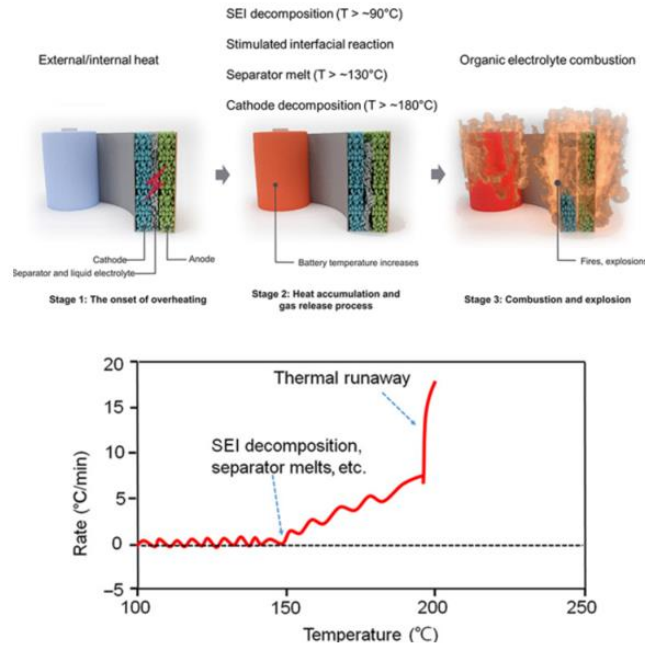 SEI decomposition (T > ~90°C)
External/internal heat
Stimulated interfacial reaction
Separator melt (T > ~130°C)
Organic electrolyte combustion
Cathode decomposition (T > ~180°C)
Cathode
Anode
Separator and liquid electrolyte
Battery temperature increases
Fires, explosions
Stage 1: The onset of overheating
Stage 2: Heat accumulation and
gas release process
Stage 3: Combustion and explosion
20
15
10
5
0
−5
Rate (°C/min)
Thermal runaway
SEI decomposition,
separator melts, etc.
100
150
200
250
Temperature (℃)